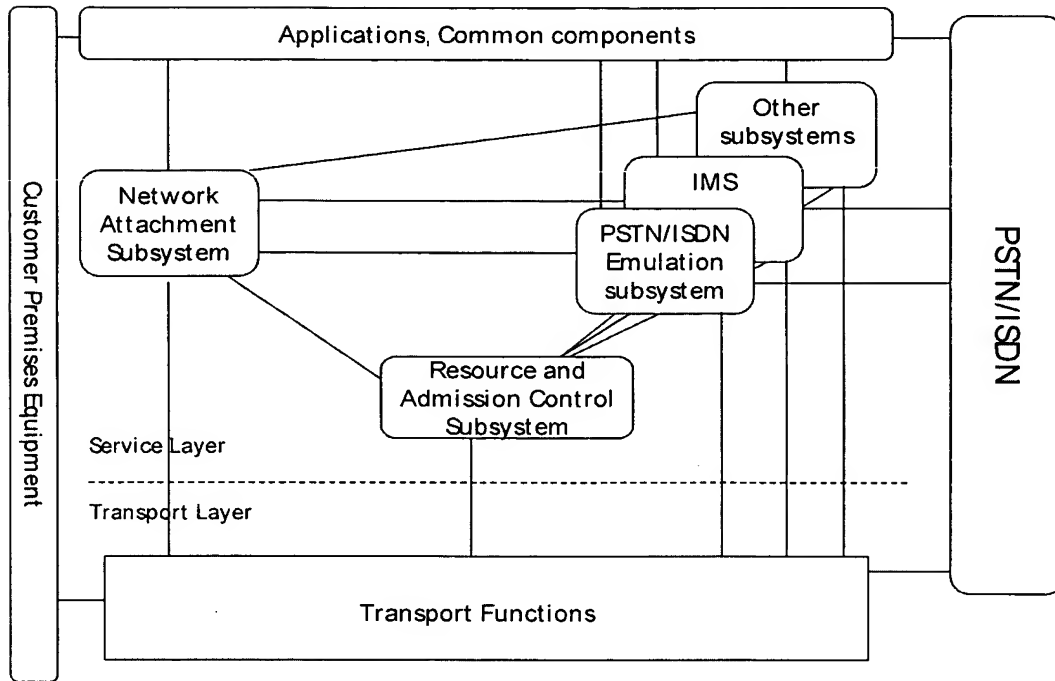 Applications, Common components
Other
subsystems
IMS
Network
Attachment
Subsystem
PSTN/ISDN
Emulation
subsystem
Resource and
Admission Control
Subsystem
Service Layer
Transport Layer
Transport Functions
Customer Premises Equipment
PSTN/ISDN